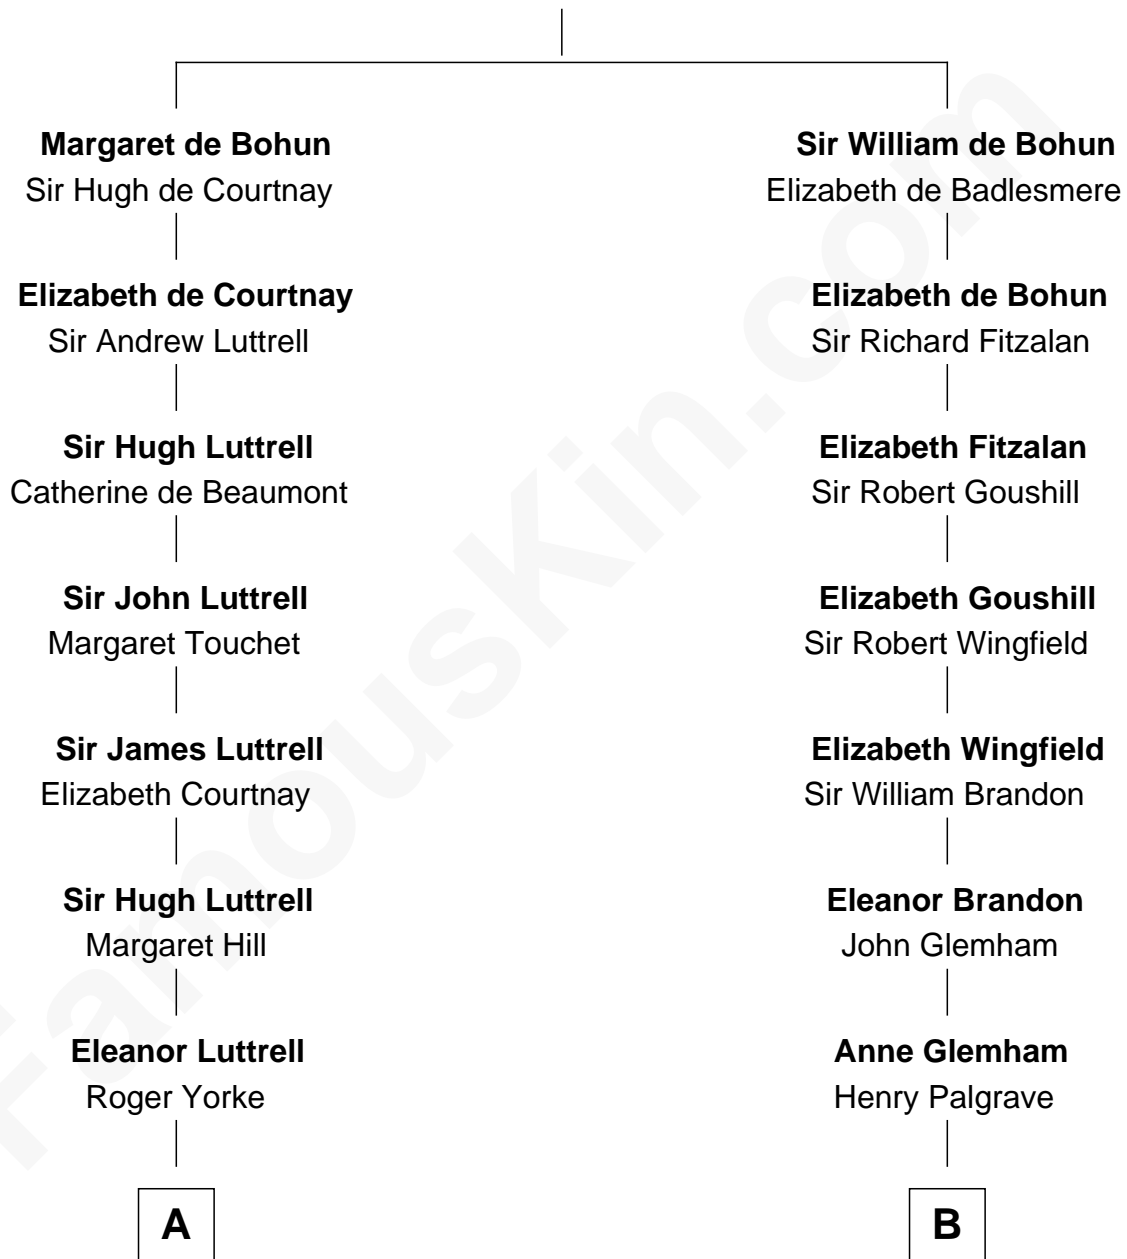 Margaret de Bohun
Sir Hugh de Courtnay
Elizabeth de Courtnay
Sir Andrew Luttrell
Sir Hugh Luttrell
Catherine de Beaumont
Sir John Luttrell
Margaret Touchet
Sir James Luttrell
Elizabeth Courtnay
Sir Hugh Luttrell
Margaret Hill
Eleanor Luttrell
Roger Yorke
A
Sir William de Bohun
Elizabeth de Badlesmere
Elizabeth de Bohun
Sir Richard Fitzalan
Elizabeth Fitzalan
Sir Robert Goushill
Elizabeth Goushill
Sir Robert Wingfield
Elizabeth Wingfield
Sir William Brandon
Eleanor Brandon
John Glemham
Anne Glemham
Henry Palgrave
B
FamousKin.com